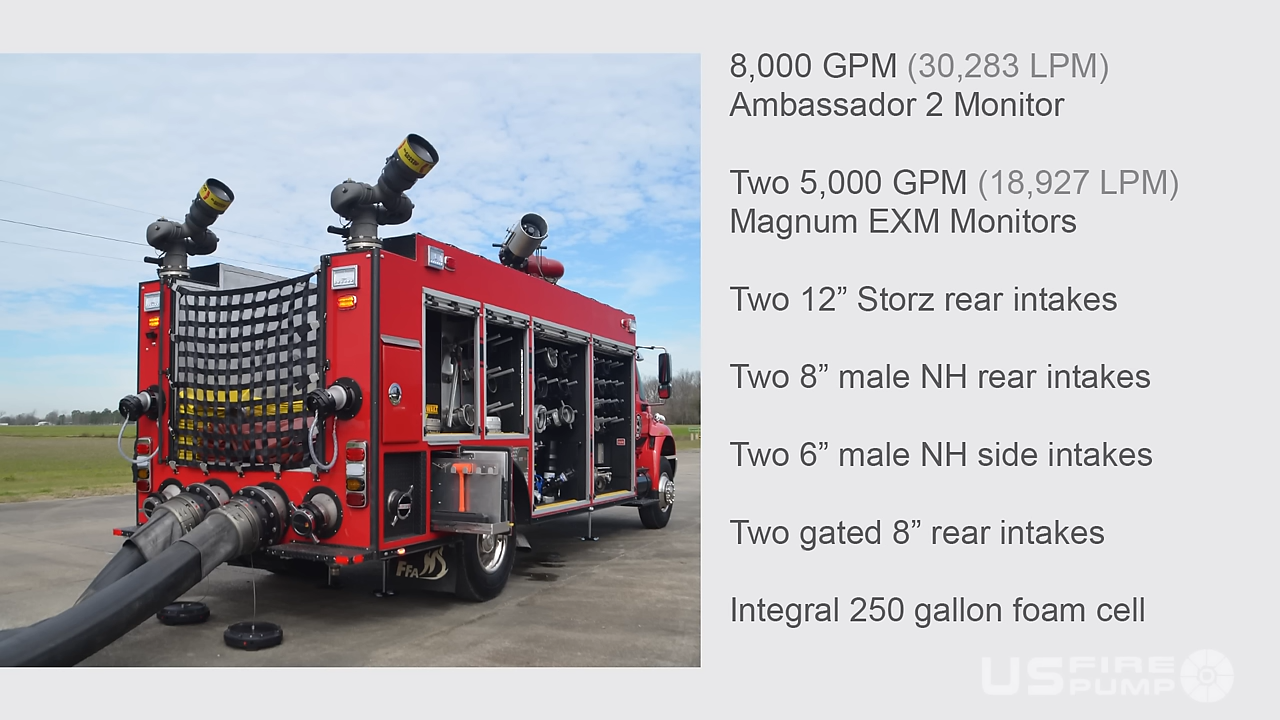 8,000 GPM (30,283 LPM)
Ambassador 2 Monitor
Two 5,000 GPM (18,927 LPM)
Magnum EXM Monitors
Two 12” Storz rear intakes
Two 8” male NH rear intakes
Two 6” male NH side intakes
Two gated 8” rear intakes
Integral 250 gallon foam cell
FFA
US FIRE
PUMP